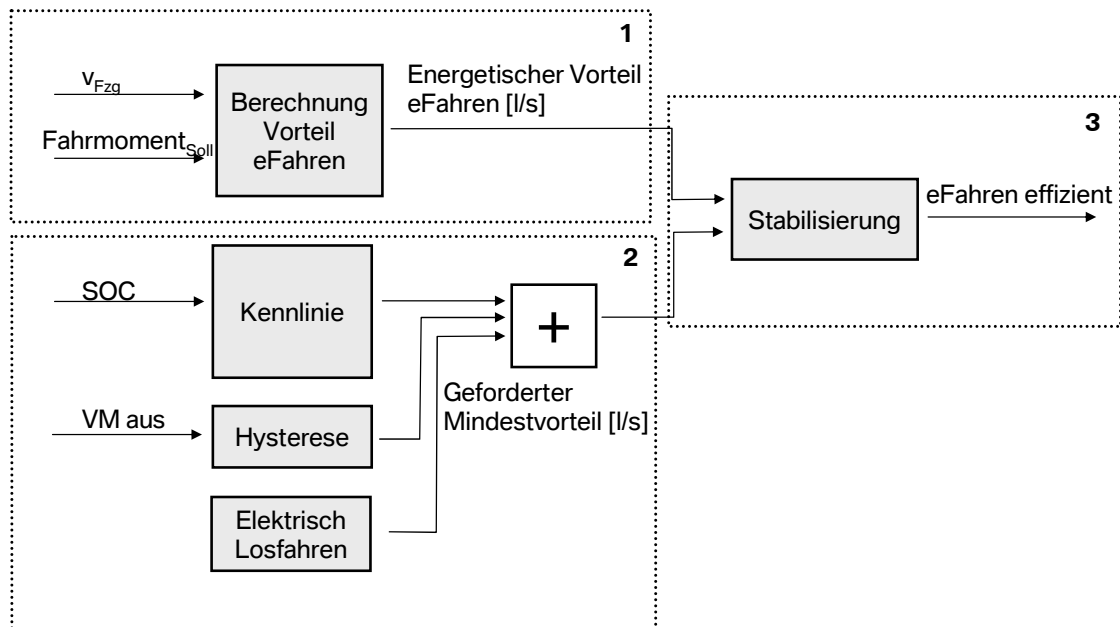 1
v_Fzg
Fahrmoment_Soll
Berechnung
Vorteil
eFahren
Energetischer Vorteil
eFahren [l/s]
2
SOC
Kennlinie
VM aus
Hysterese
Elektrisch
Losfahren
+
Geforderter
Mindestvorteil [l/s]
3
Stabilisierung
eFahren effizient